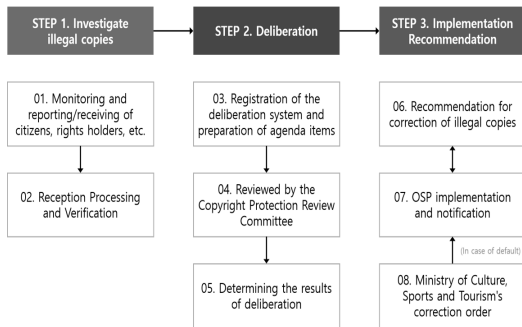 STEP 1. Investigate
illegal copies
STEP 2. Deliberation
STEP 3. Implementation
Recommendation
01. Monitoring and
reporting/receiving of
citizens, rights holders, etc.
02. Reception Processing
and Verification
03. Registration of the
deliberation system and
preparation of agenda items
04. Reviewed by the
Copyright Protection Review
Committee
05. Determining the results
of deliberation
06. Recommendation for
correction of illegal copies
07. OSP implementation
and notification
(In case of default)
08. Ministry of Culture,
Sports and Tourism's
correction order